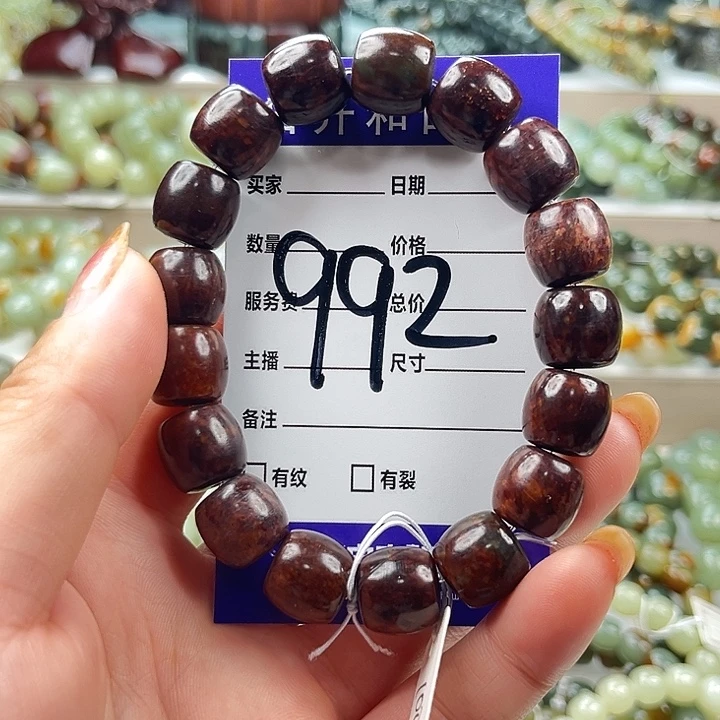 买家 日期
数量 价格
992
服务费 总价
主播 尺寸
备注
有纹 有裂